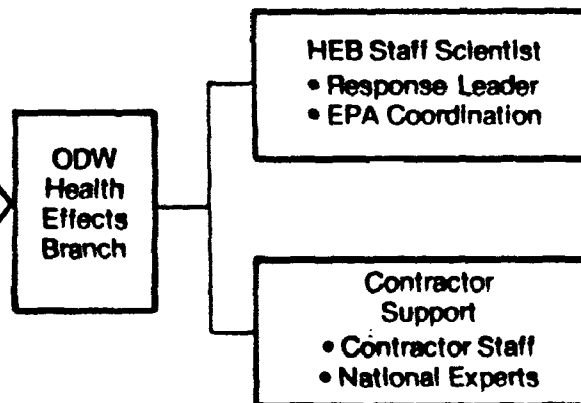 ODW
Health
Effects
Branch
HEB Staff Scientist
• Response Leader
• EPA Coordination
Contractor
Support
• Contractor Staff
• National Experts